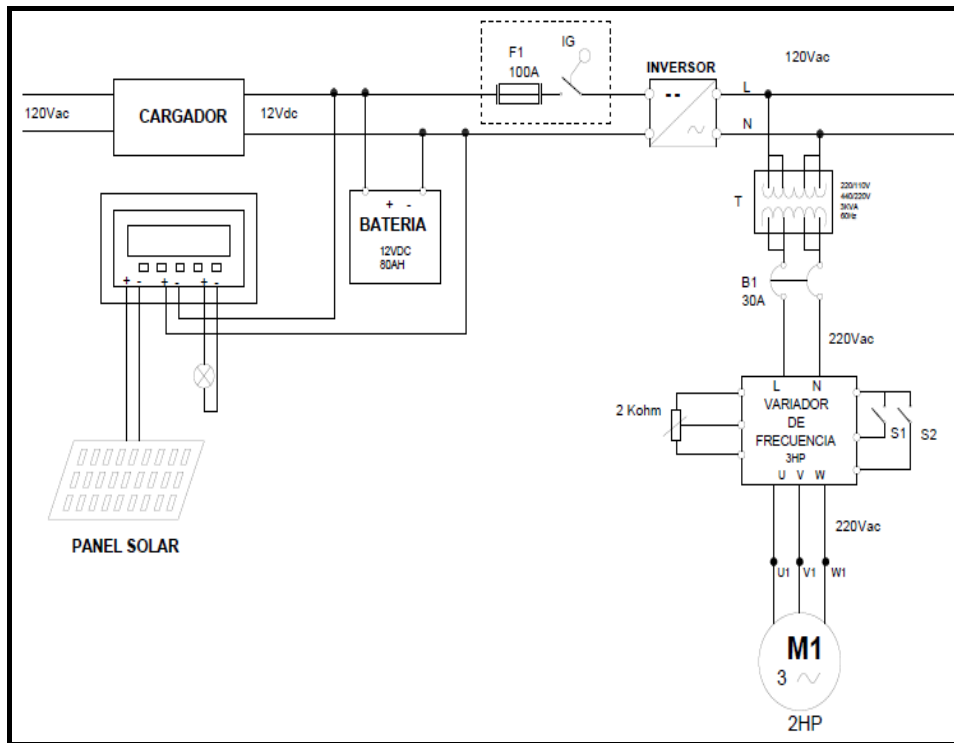 IG
F1
100A
120Vac
INVERSOR
L
120Vac
CARGADOR
12Vdc
--
N
+ -
BATERIA
12VDC
80AH
T
220/110V
440/220V
3KVA
60Hz
+ - + - + -
B1
30A
220Vac
L N
VARIADOR
DE
FRECUENCIA
3HP
U V W
2 Kohm
S1
S2
PANEL SOLAR
220Vac
U1
V1
W1
M1
3
2HP